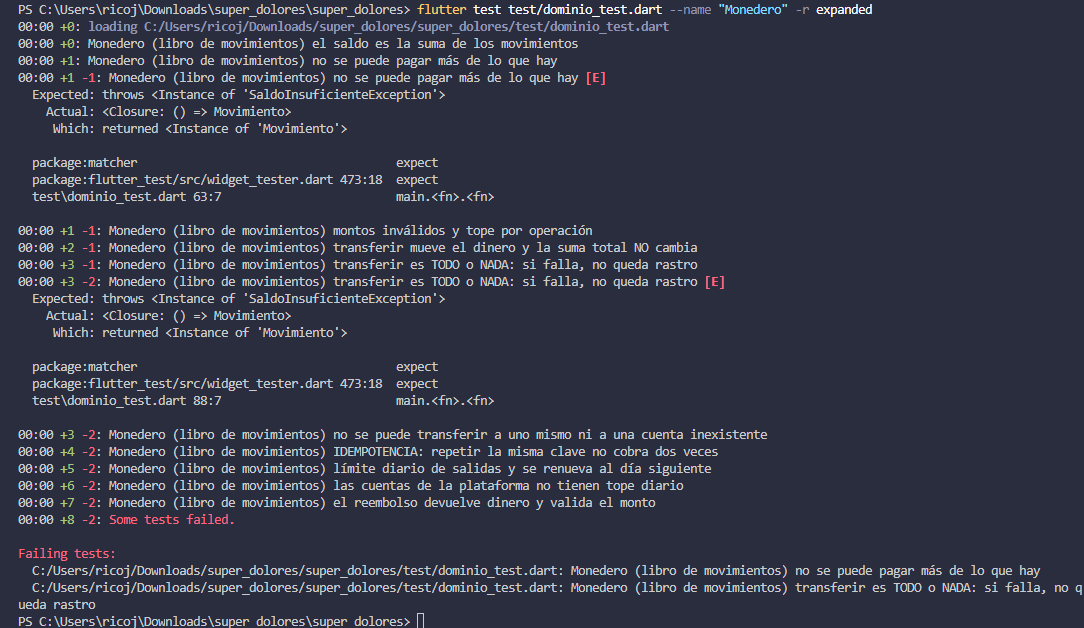 PS C:\Users\ricoj\Downloads\super_dolores\super_dolores> flutter test test/dominio_test.dart --name "Monedero" -r expanded
00:00 +0: loading C:/Users/ricoj/Downloads/super_dolores/super_dolores/test/dominio_test.dart
00:00 +0: Monedero (libro de movimientos) el saldo es la suma de los movimientos
00:00 +1: Monedero (libro de movimientos) no se puede pagar más de lo que hay
00:00 +1 -1: Monedero (libro de movimientos) no se puede pagar más de lo que hay [E]
  Expected: throws <Instance of 'SaldoInsuficienteException'>
    Actual: <Closure: () => Movimiento>
     Which: returned <Instance of 'Movimiento'>

  package:matcher                                     expect
  package:flutter_test/src/widget_tester.dart 473:18  expect
  test\dominio_test.dart 63:7                         main.<fn>.<fn>

00:00 +1 -1: Monedero (libro de movimientos) montos inválidos y tope por operación
00:00 +2 -1: Monedero (libro de movimientos) transferir mueve el dinero y la suma total NO cambia
00:00 +3 -1: Monedero (libro de movimientos) transferir es TODO o NADA: si falla, no queda rastro
00:00 +3 -2: Monedero (libro de movimientos) transferir es TODO o NADA: si falla, no queda rastro [E]
  Expected: throws <Instance of 'SaldoInsuficienteException'>
    Actual: <Closure: () => Movimiento>
     Which: returned <Instance of 'Movimiento'>

  package:matcher                                     expect
  package:flutter_test/src/widget_tester.dart 473:18  expect
  test\dominio_test.dart 88:7                         main.<fn>.<fn>

00:00 +3 -2: Monedero (libro de movimientos) no se puede transferir a uno mismo ni a una cuenta inexistente
00:00 +4 -2: Monedero (libro de movimientos) IDEMPOTENCIA: repetir la misma clave no cobra dos veces
00:00 +5 -2: Monedero (libro de movimientos) límite diario de salidas y se renueva al día siguiente
00:00 +6 -2: Monedero (libro de movimientos) las cuentas de la plataforma no tienen tope diario
00:00 +7 -2: Monedero (libro de movimientos) el reembolso devuelve dinero y valida el monto
00:00 +8 -2: Some tests failed.

Failing tests:
  C:/Users/ricoj/Downloads/super_dolores/super_dolores/test/dominio_test.dart: Monedero (libro de movimientos) no se puede pagar más de lo que hay
  C:/Users/ricoj/Downloads/super_dolores/super_dolores/test/dominio_test.dart: Monedero (libro de movimientos) transferir es TODO o NADA: si falla, no q
ueda rastro
PS C:\Users\ricoj\Downloads\super_dolores\super_dolores>